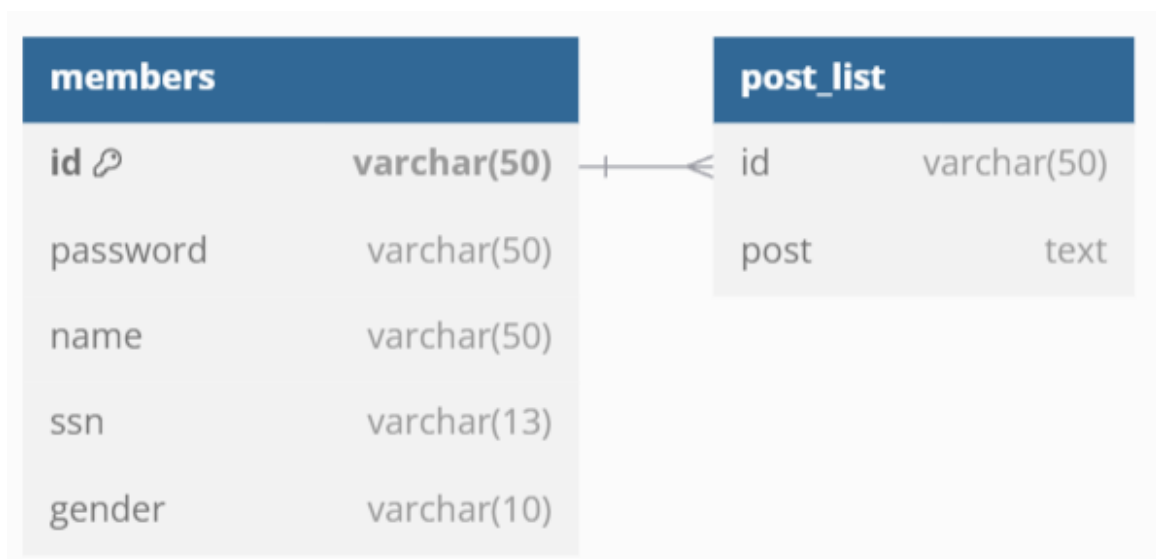 members
id varchar(50)
password varchar(50)
name varchar(50)
ssn varchar(13)
gender varchar(10)
post_list
id varchar(50)
post text